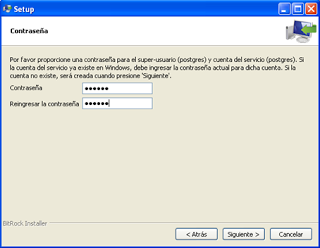 Setup
Contraseña
Por favor proporcione una contraseña para el super-usuario (postgres) y cuenta del servicio (postgres). Si
la cuenta del servicio ya existe en Windows, debe ingresar la contraseña actual para dicha cuenta. Si la
cuenta no existe, será creada cuando presione 'Siguiente'.
Contraseña ●●●●●●
Reingresar la contraseña ●●●●●●
BitRock Installer
< Atrás Siguiente > Cancelar